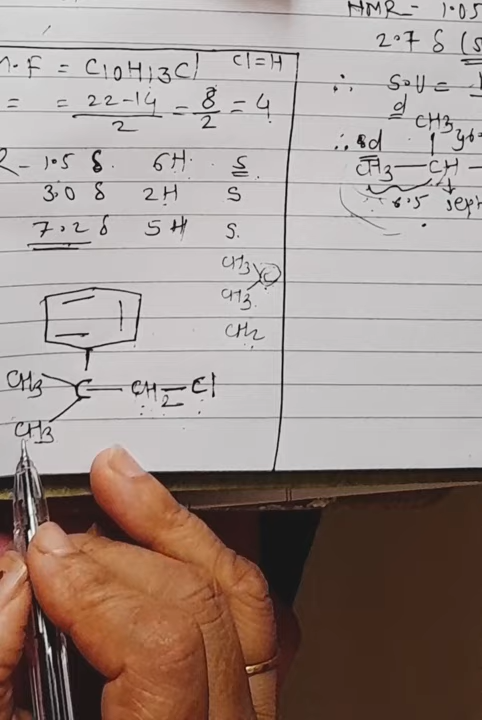 M.F = C10H13Cl Cl=H
= = 22-14/2 = 8/2 = 4
R - 1.5 δ. 6H. S
3.0 δ 2H S
7.2 δ 5H S.
CH3
CH3.
C
CH2
CH3
C - CH2 - Cl
CH3
NMR - 1.05
2.7 δ (S
∴ S.U =
d
CH3
∴ d
CH3 - CH -